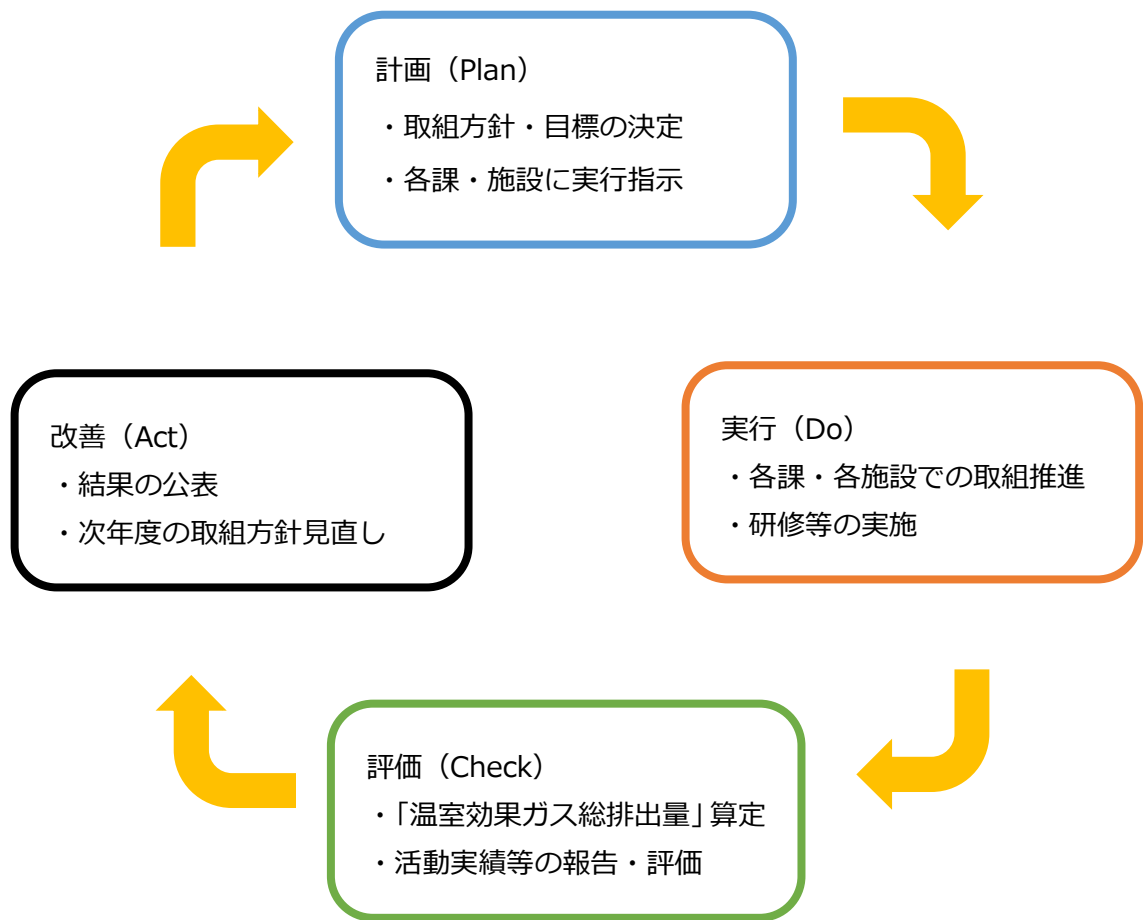 計画（Plan）
・取組方針・目標の決定
・各課・施設に実行指示
実行（Do）
・各課・各施設での取組推進
・研修等の実施
評価（Check）
・「温室効果ガス総排出量」算定
・活動実績等の報告・評価
改善（Act）
・結果の公表
・次年度の取組方針見直し